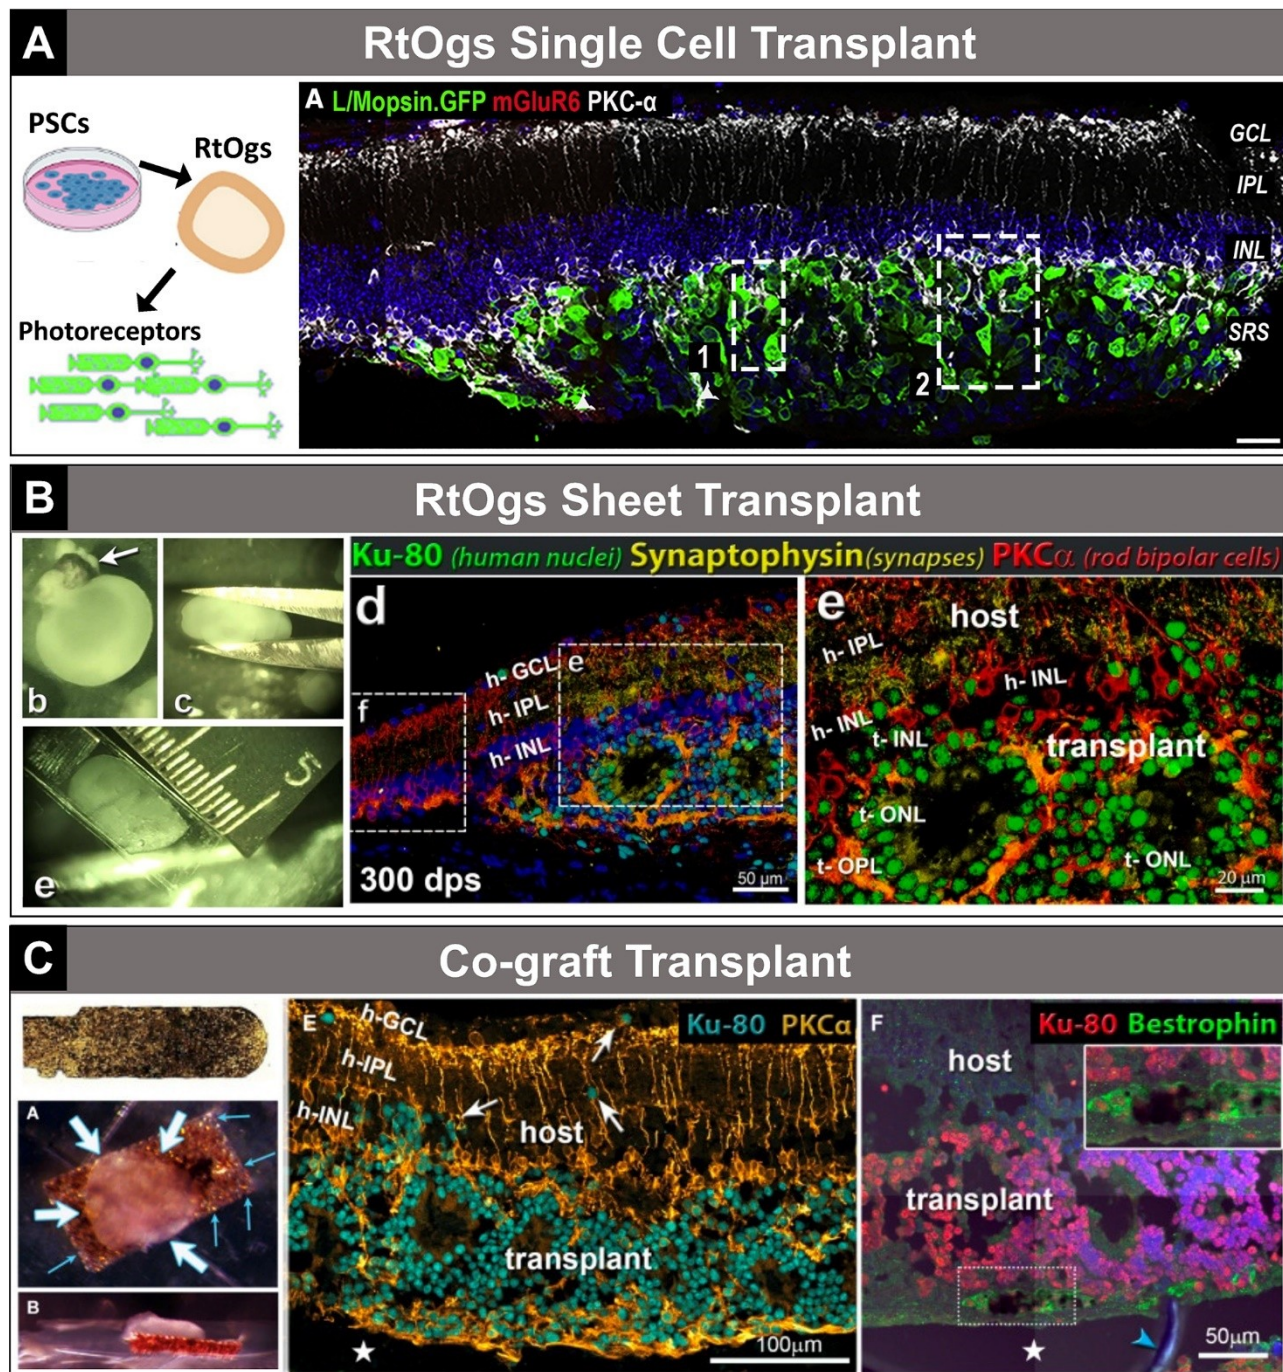 A RtOgs Single Cell Transplant
PSCs
RtOgs
Photoreceptors
A L/Mopsin.GFP mGluR6 PKC-α
GCL
IPL
INL
SRS
1
2
B RtOgs Sheet Transplant
b
c
5
e
Ku-80 (human nuclei) Synaptophysin (synapses) PKCα (rod bipolar cells)
d
h- GCL
e
f
h- IPL
h- INL
300 dps
50 µm
e
host
h- IPL
h- INL
h- INL
t- INL
transplant
t- ONL
t- OPL
t- ONL
20 µm
C Co-graft Transplant
A
B
E
h-GCL
Ku-80 PKCα
h-IPL
h-INL
host
transplant
100µm
F Ku-80 Bestrophin
host
transplant
50µm